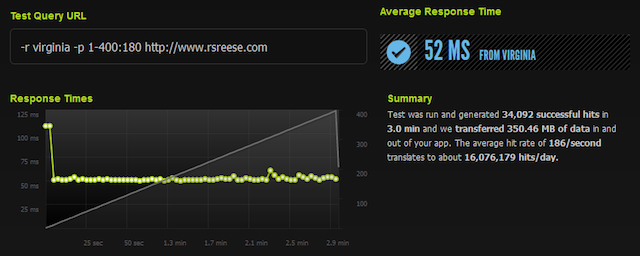 Test Query URL
-r virginia -p 1-400:180 http://www.rsreese.com
Average Response Time
52 MS FROM VIRGINIA
Response Times
125 ms
100 ms
75 ms
50 ms
25 ms
400
300
200
100
25 sec 50 sec 1.3 min 1.7 min 2.1 min 2.5 min 2.9 min
Summary
Test was run and generated 34,092 successful hits in
3.0 min and we transferred 350.46 MB of data in and
out of your app. The average hit rate of 186/second
translates to about 16,076,179 hits/day.